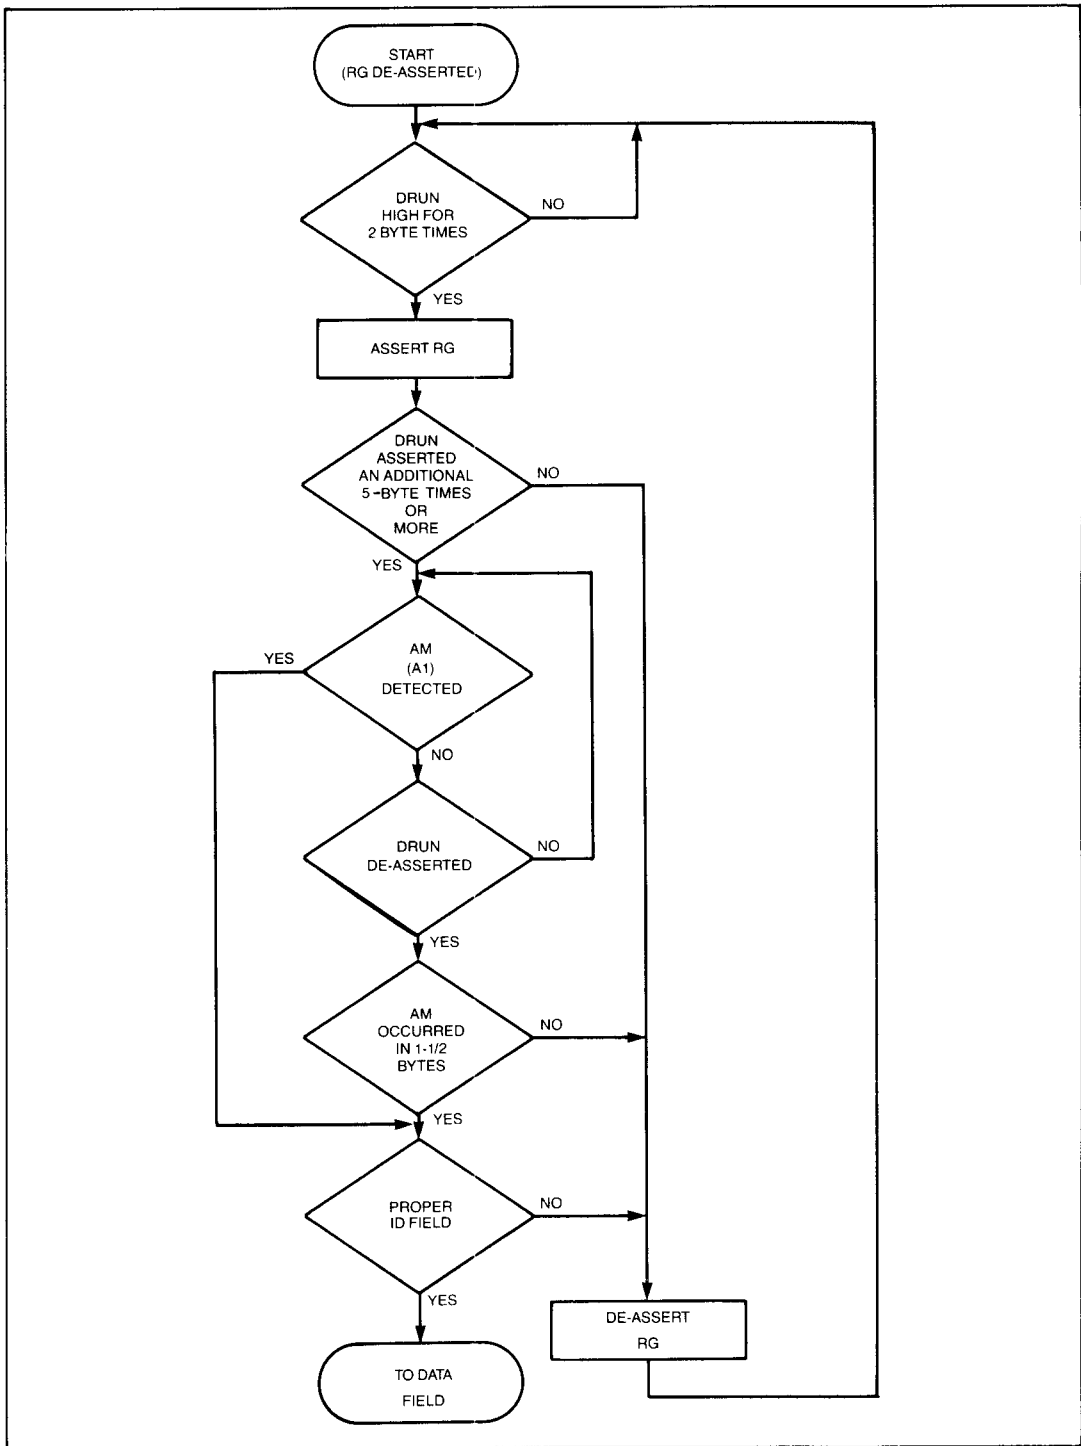 START
(RG DE-ASSERTED)
DRUN
HIGH FOR
2 BYTE TIMES
NO
YES
ASSERT RG
DRUN
ASSERTED
AN ADDITIONAL
5-BYTE TIMES
OR
MORE
NO
YES
AM
(A1)
DETECTED
YES
NO
DRUN
DE-ASSERTED
NO
YES
AM
OCCURRED
IN 1-1/2
BYTES
NO
YES
PROPER
ID FIELD
NO
YES
DE-ASSERT
RG
TO DATA
FIELD